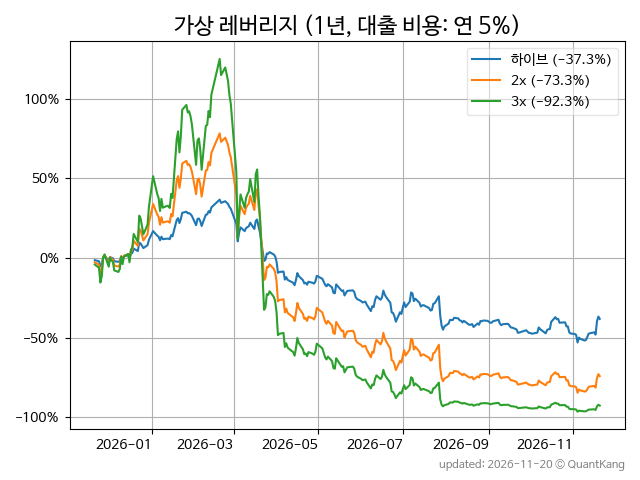 가상 레버리지 (1년, 대출 비용: 연 5%)
하이브 (−37.3%)
2x (−73.3%)
3x (−92.3%)
100%
50%
0%
−50%
−100%
2026-01 2026-03 2026-05 2026-07 2026-09 2026-11
updated: 2026-11-20 © QuantKang